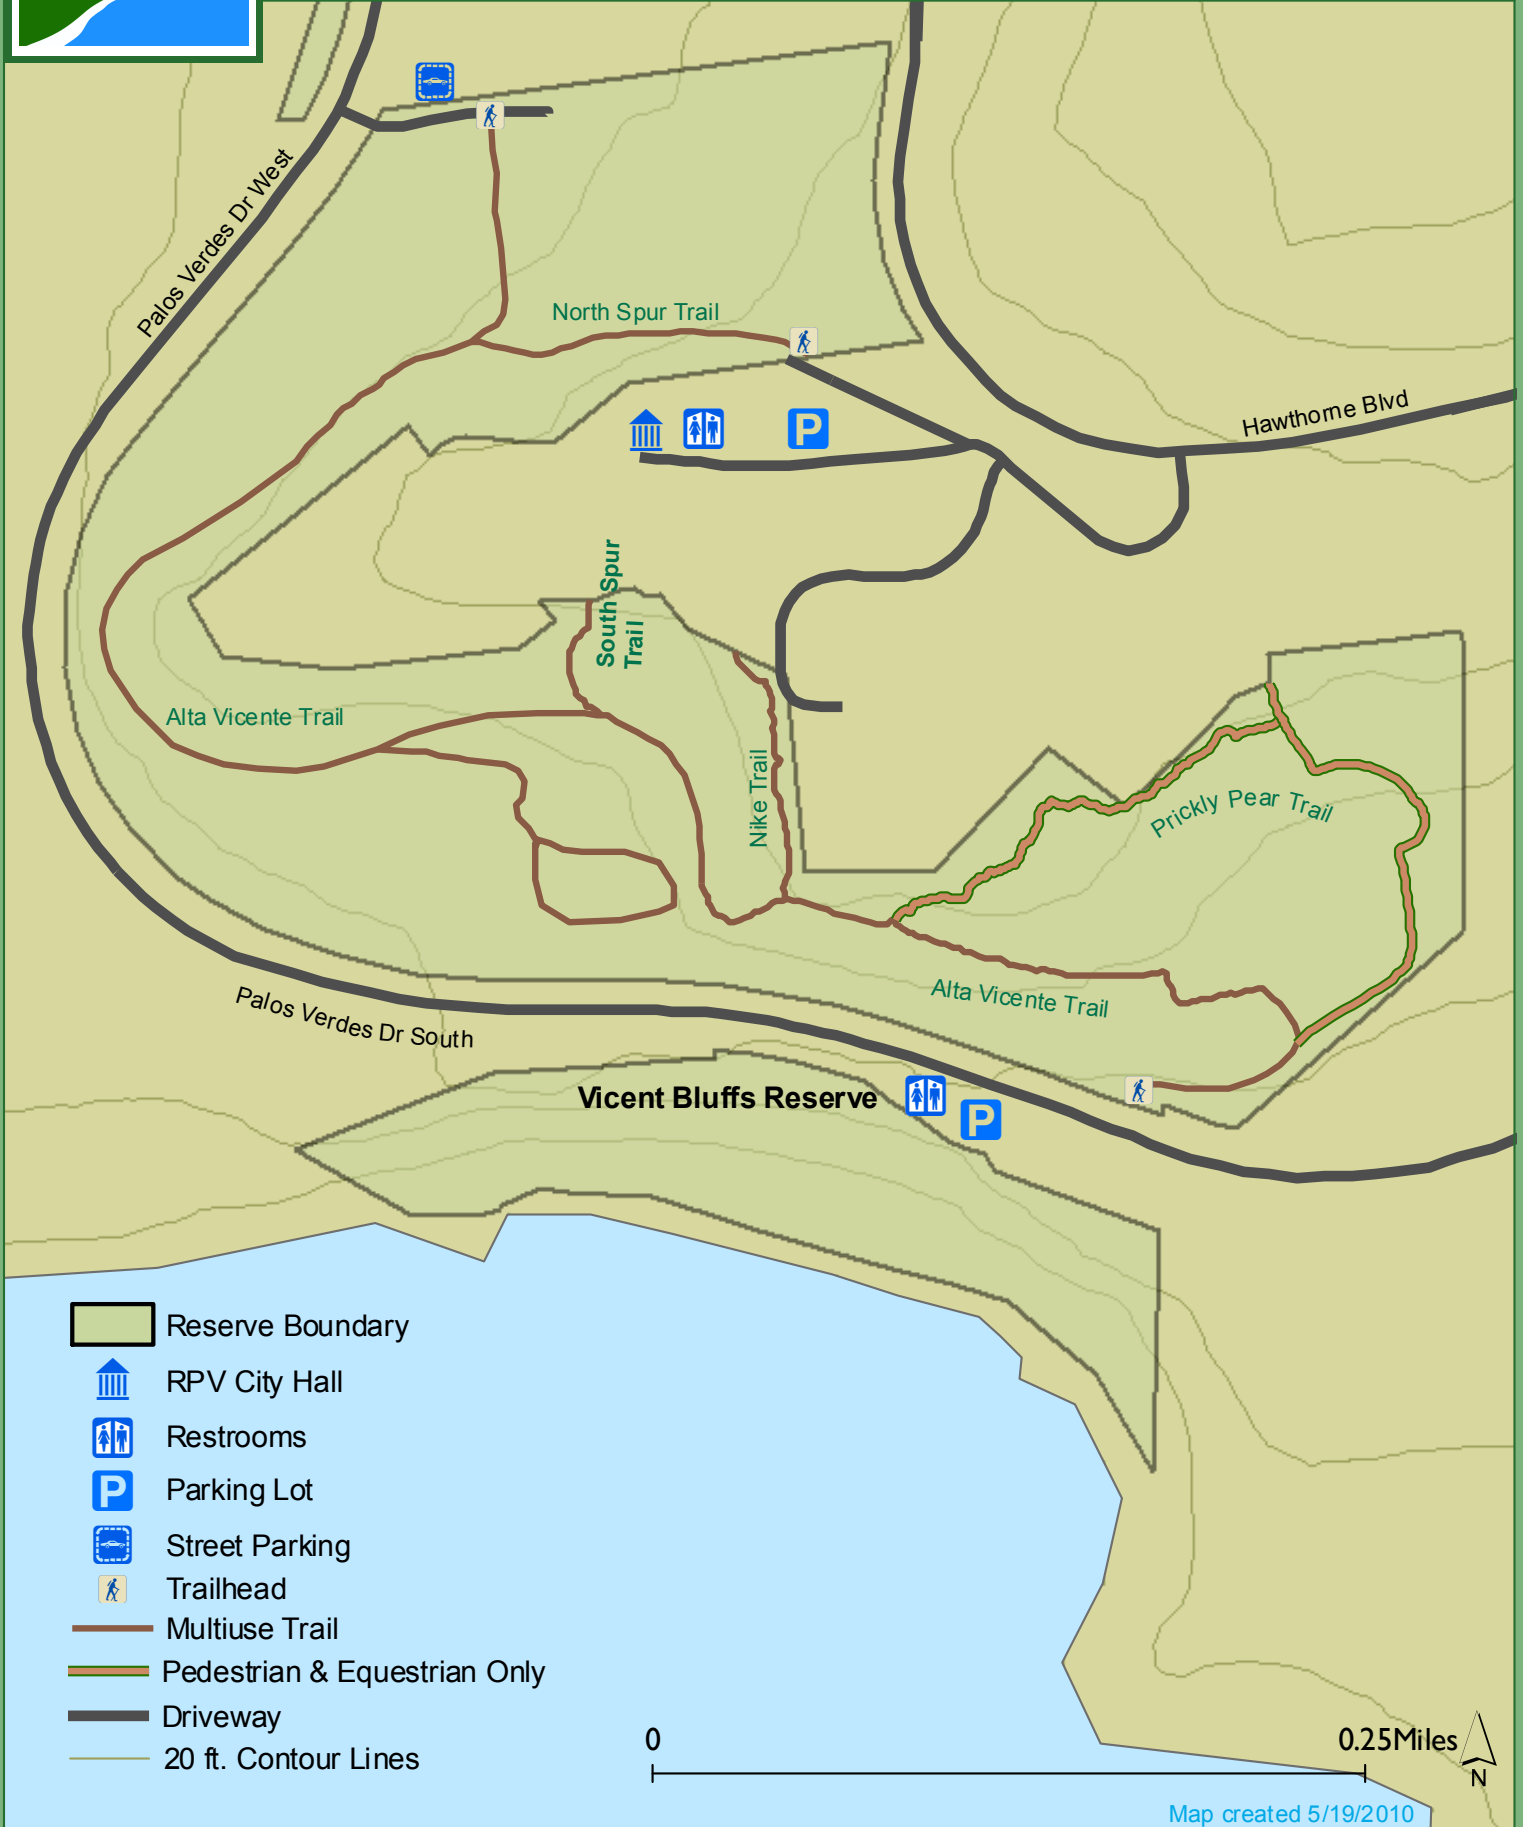 Palos Verdes Dr West
North Spur Trail
Hawthorne Blvd
P
South Spur
Trail
Alta Vicente Trail
Nike Trail
Prickly Pear Trail
Alta Vicente Trail
Palos Verdes Dr South
Vicent Bluffs Reserve
P
Reserve Boundary
RPV City Hall
Restrooms
P Parking Lot
Street Parking
Trailhead
Multiuse Trail
Pedestrian & Equestrian Only
Driveway
20 ft. Contour Lines
0 0.25Miles
N
Map created 5/19/2010